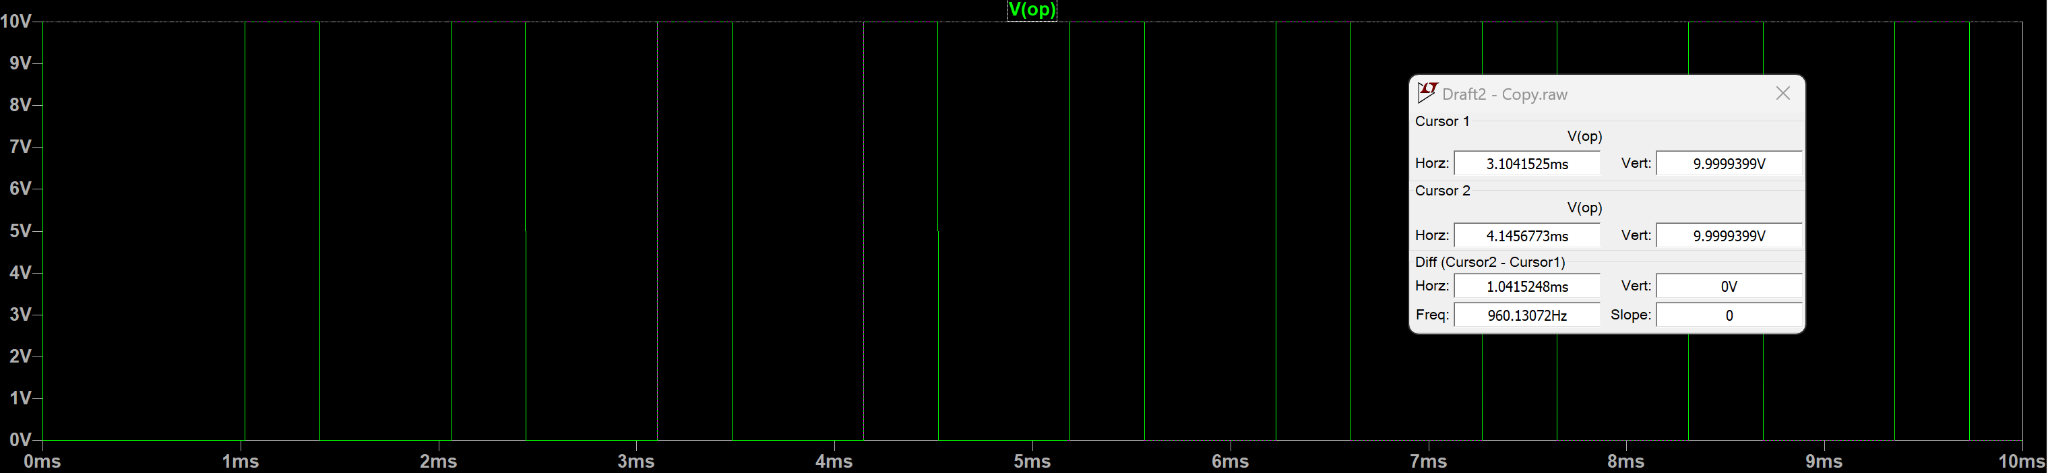 V(op)
10V
9V
8V
7V
6V
5V
4V
3V
2V
1V
0V
0ms 1ms 2ms 3ms 4ms 5ms 6ms 7ms 8ms 9ms 10ms
Draft2 - Copy.raw
Cursor 1
V(op)
Horz: 3.1041525ms Vert: 9.9999399V
Cursor 2
V(op)
Horz: 4.1456773ms Vert: 9.9999399V
Diff (Cursor2 - Cursor1)
Horz: 1.0415248ms Vert: 0V
Freq: 960.13072Hz Slope: 0